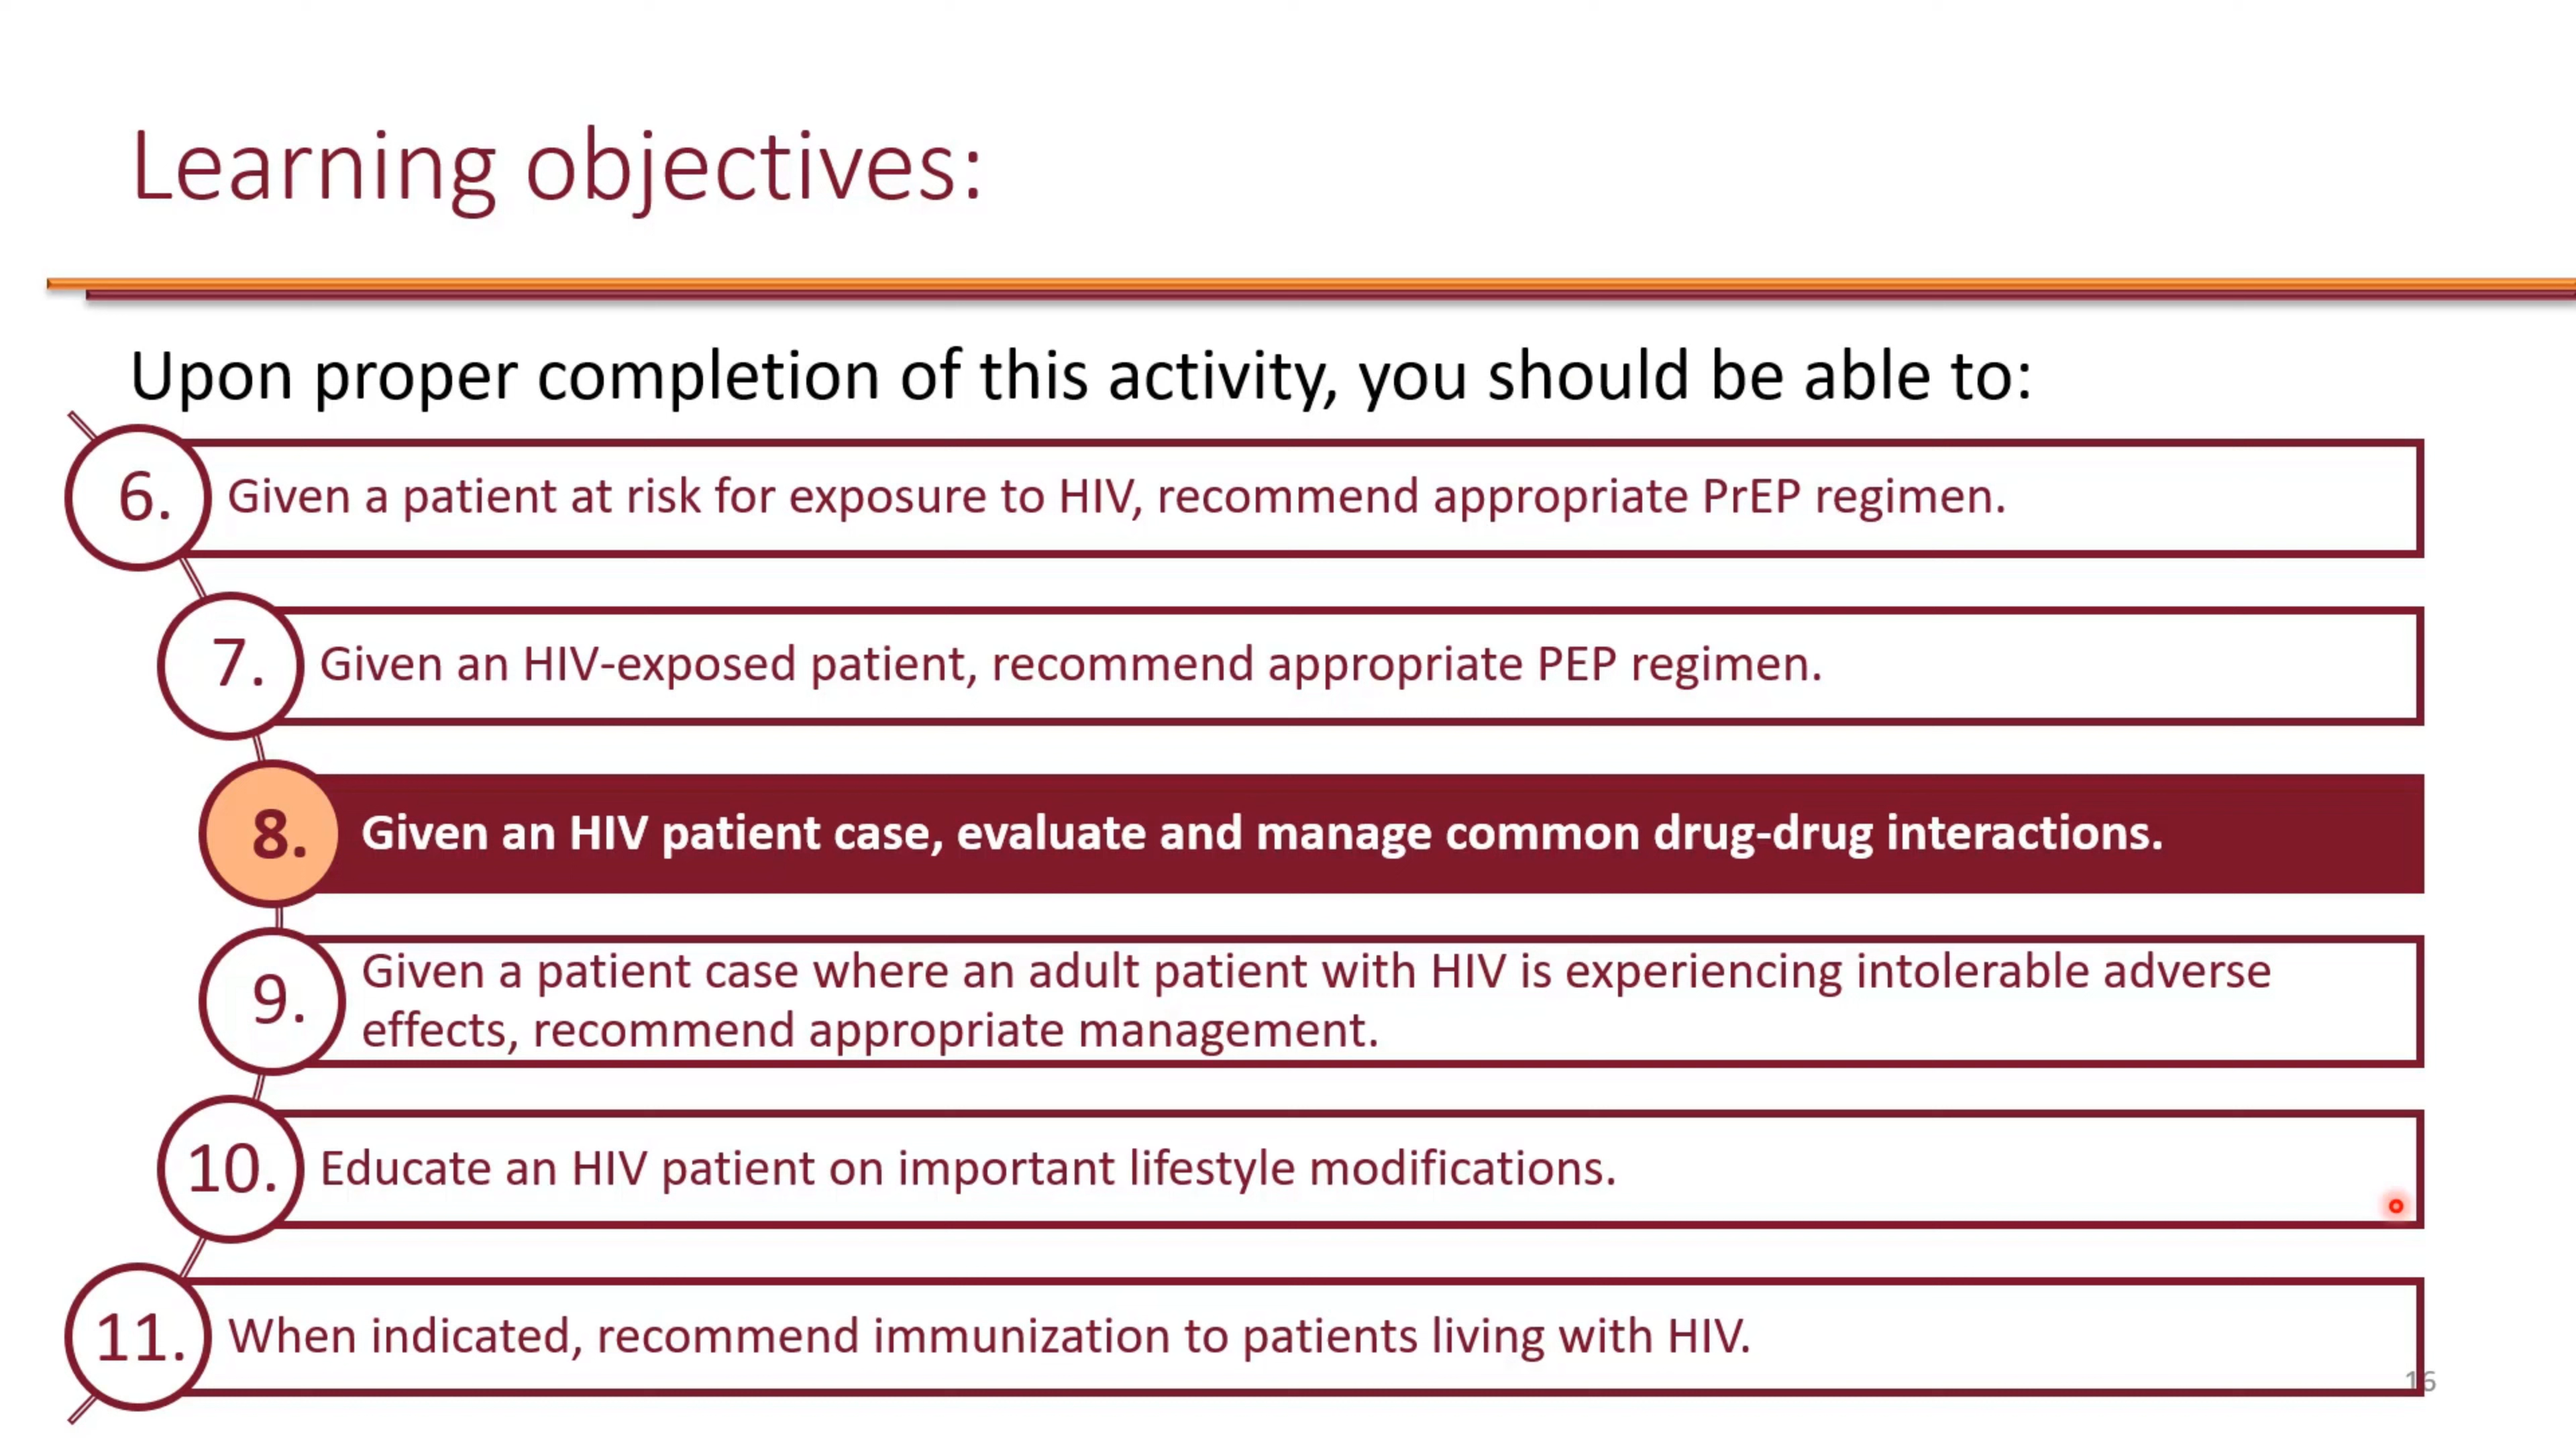 Learning objectives:
Upon proper completion of this activity, you should be able to:
6. Given a patient at risk for exposure to HIV, recommend appropriate PrEP regimen.
7. Given an HIV-exposed patient, recommend appropriate PEP regimen.
8. Given an HIV patient case, evaluate and manage common drug-drug interactions.
9. Given a patient case where an adult patient with HIV is experiencing intolerable adverse
effects, recommend appropriate management.
10. Educate an HIV patient on important lifestyle modifications.
11. When indicated, recommend immunization to patients living with HIV.
16